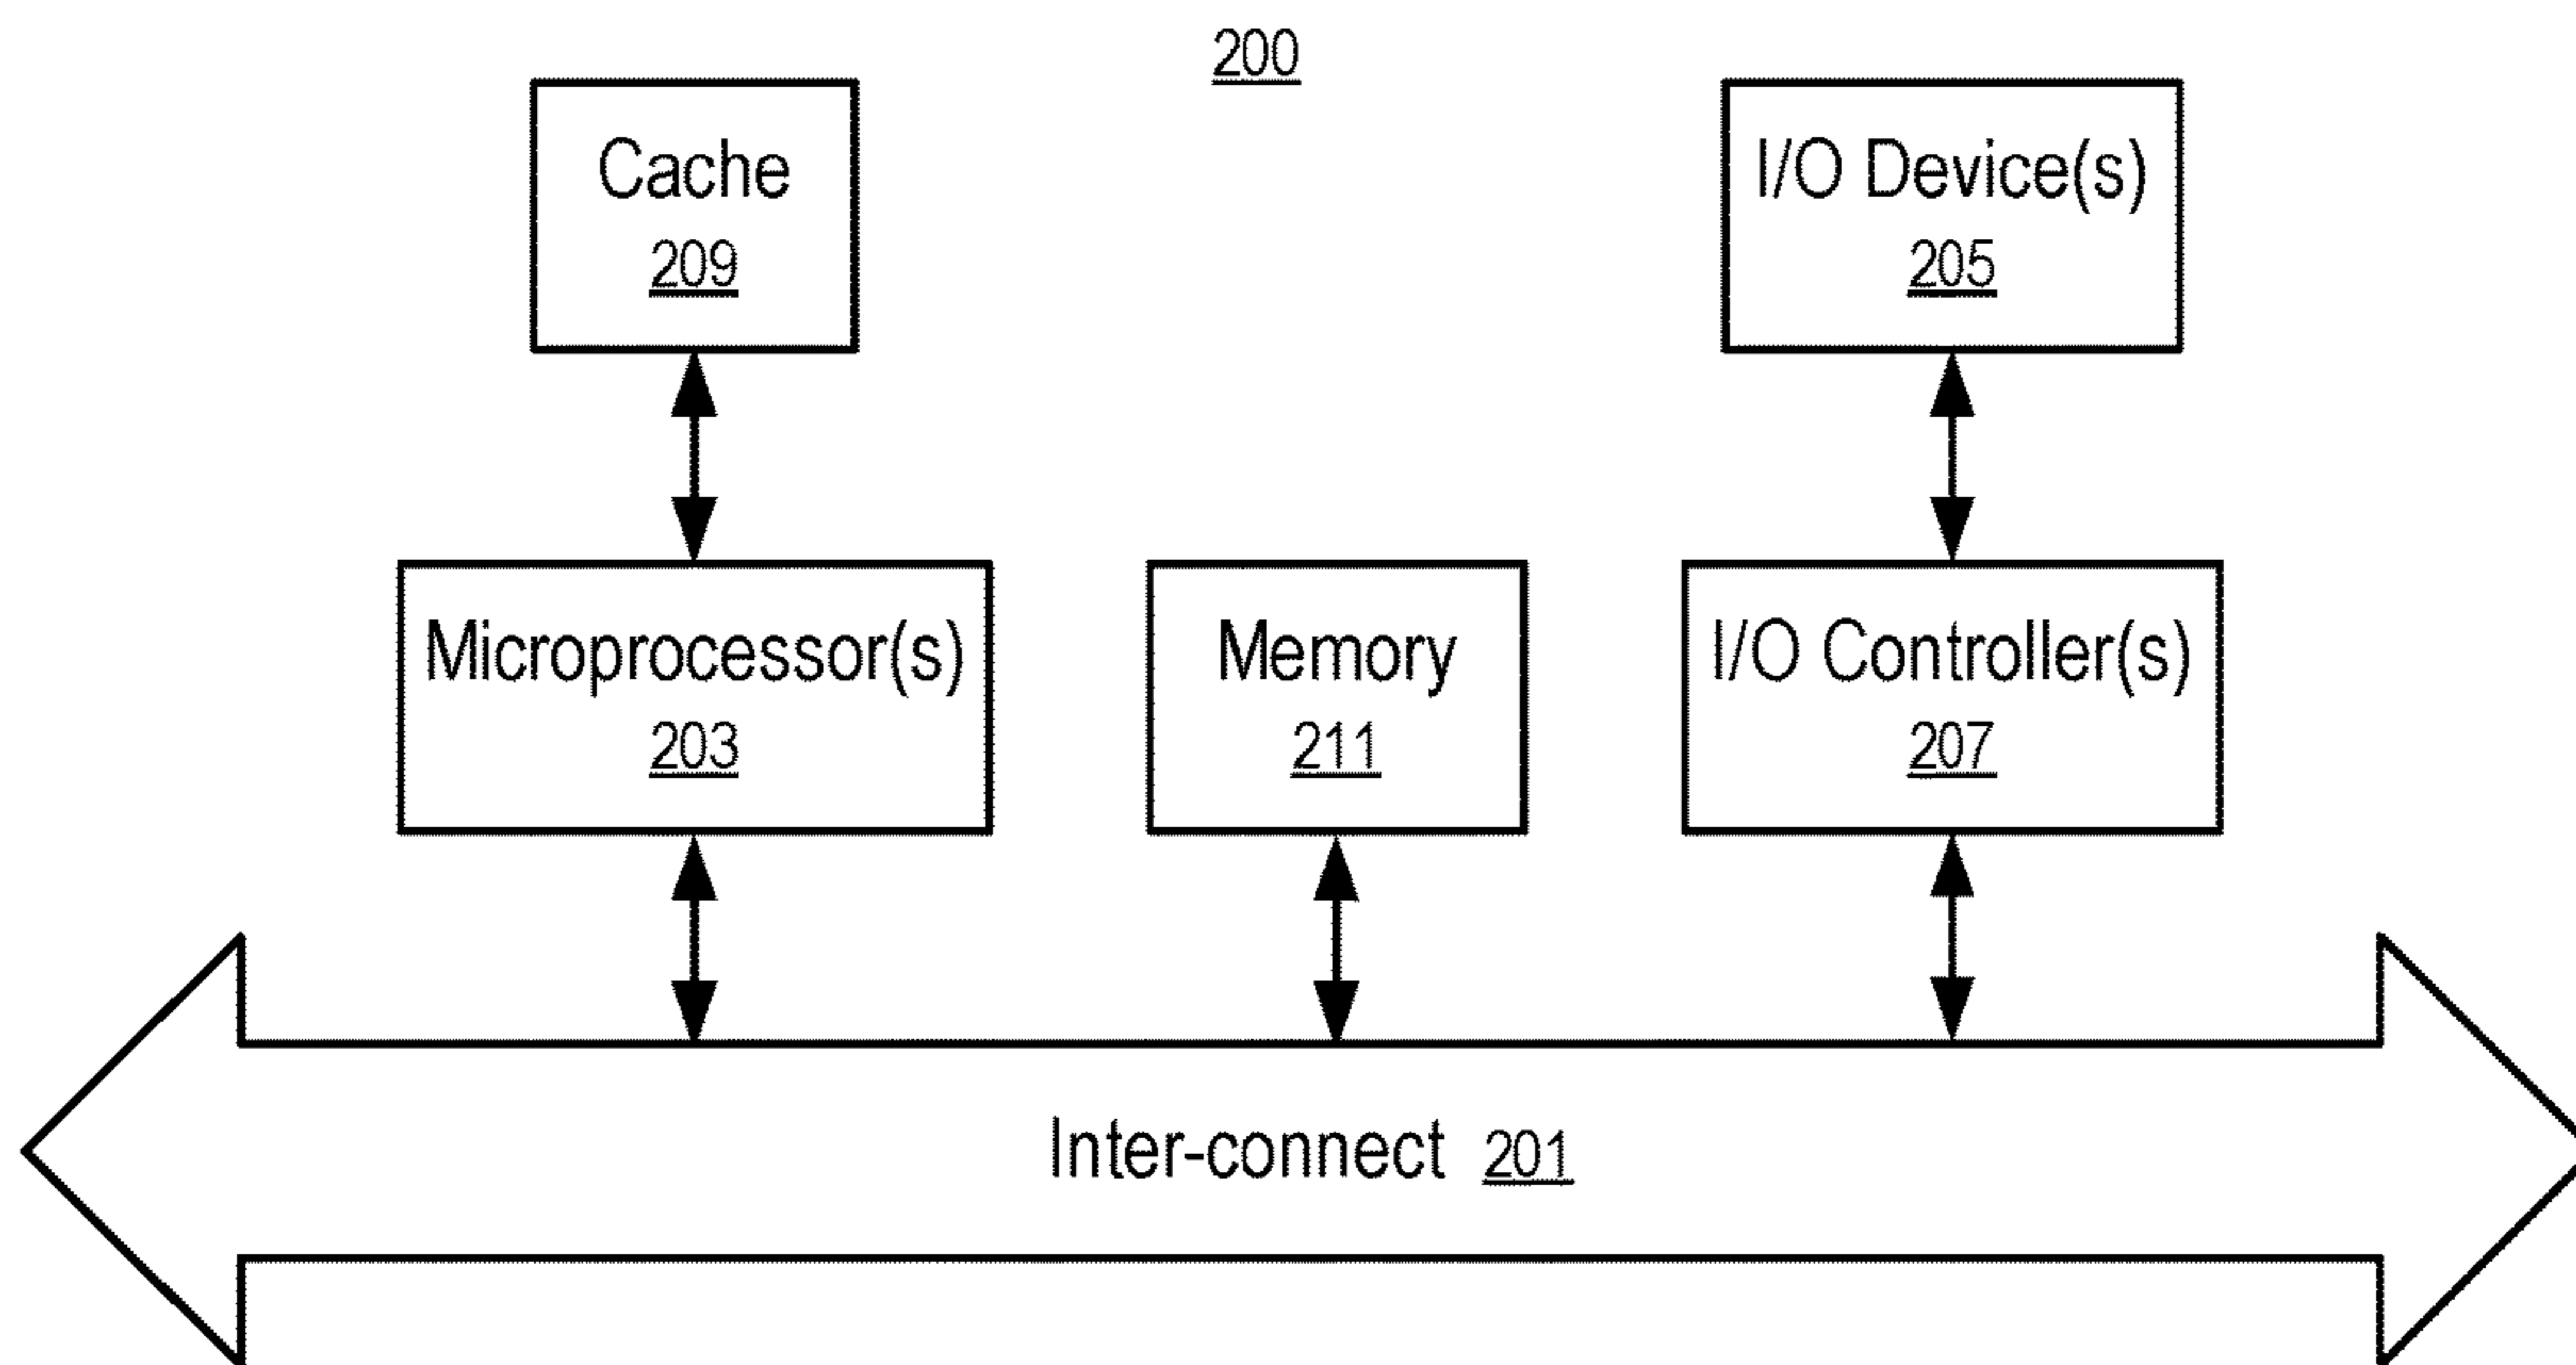 200
Cache
209
I/O Device(s)
205
Microprocessor(s)
203
Memory
211
I/O Controller(s)
207
Inter-connect 201